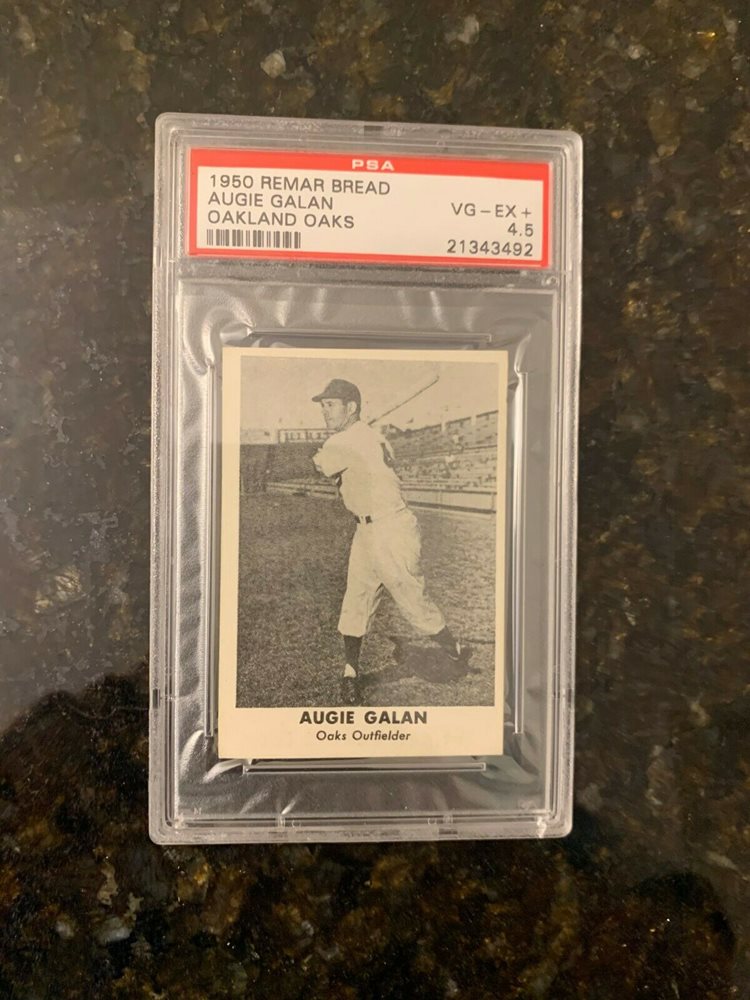 PSA
1950 REMAR BREAD
AUGIE GALAN
OAKLAND OAKS
VG-EX +
4.5
21343492
AUGIE GALAN
Oaks Outfielder